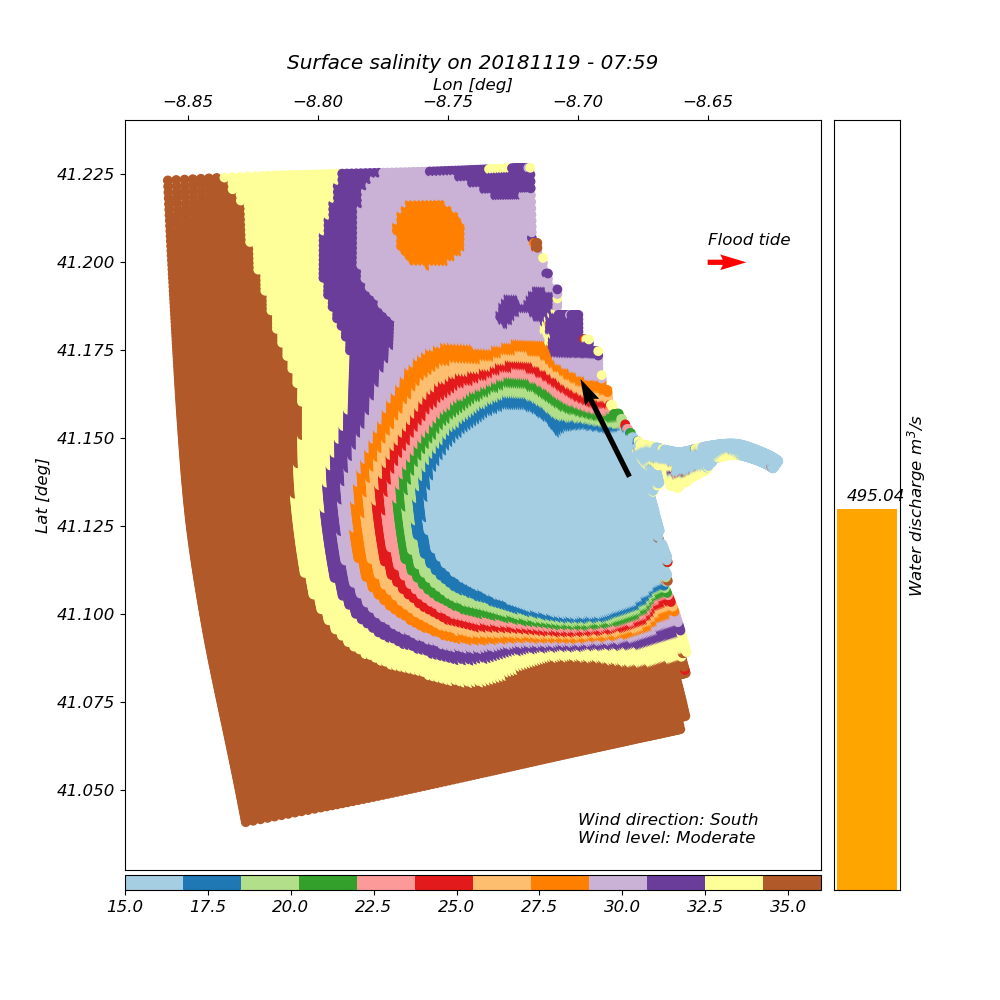 Surface salinity on 20181119 - 07:59
Lon [deg]
−8.85 −8.80 −8.75 −8.70 −8.65
41.225
41.200
41.175
41.150
41.125
41.100
41.075
41.050
Lat [deg]
Flood tide
495.04
Water discharge m³/s
Wind direction: South
Wind level: Moderate
15.0 17.5 20.0 22.5 25.0 27.5 30.0 32.5 35.0